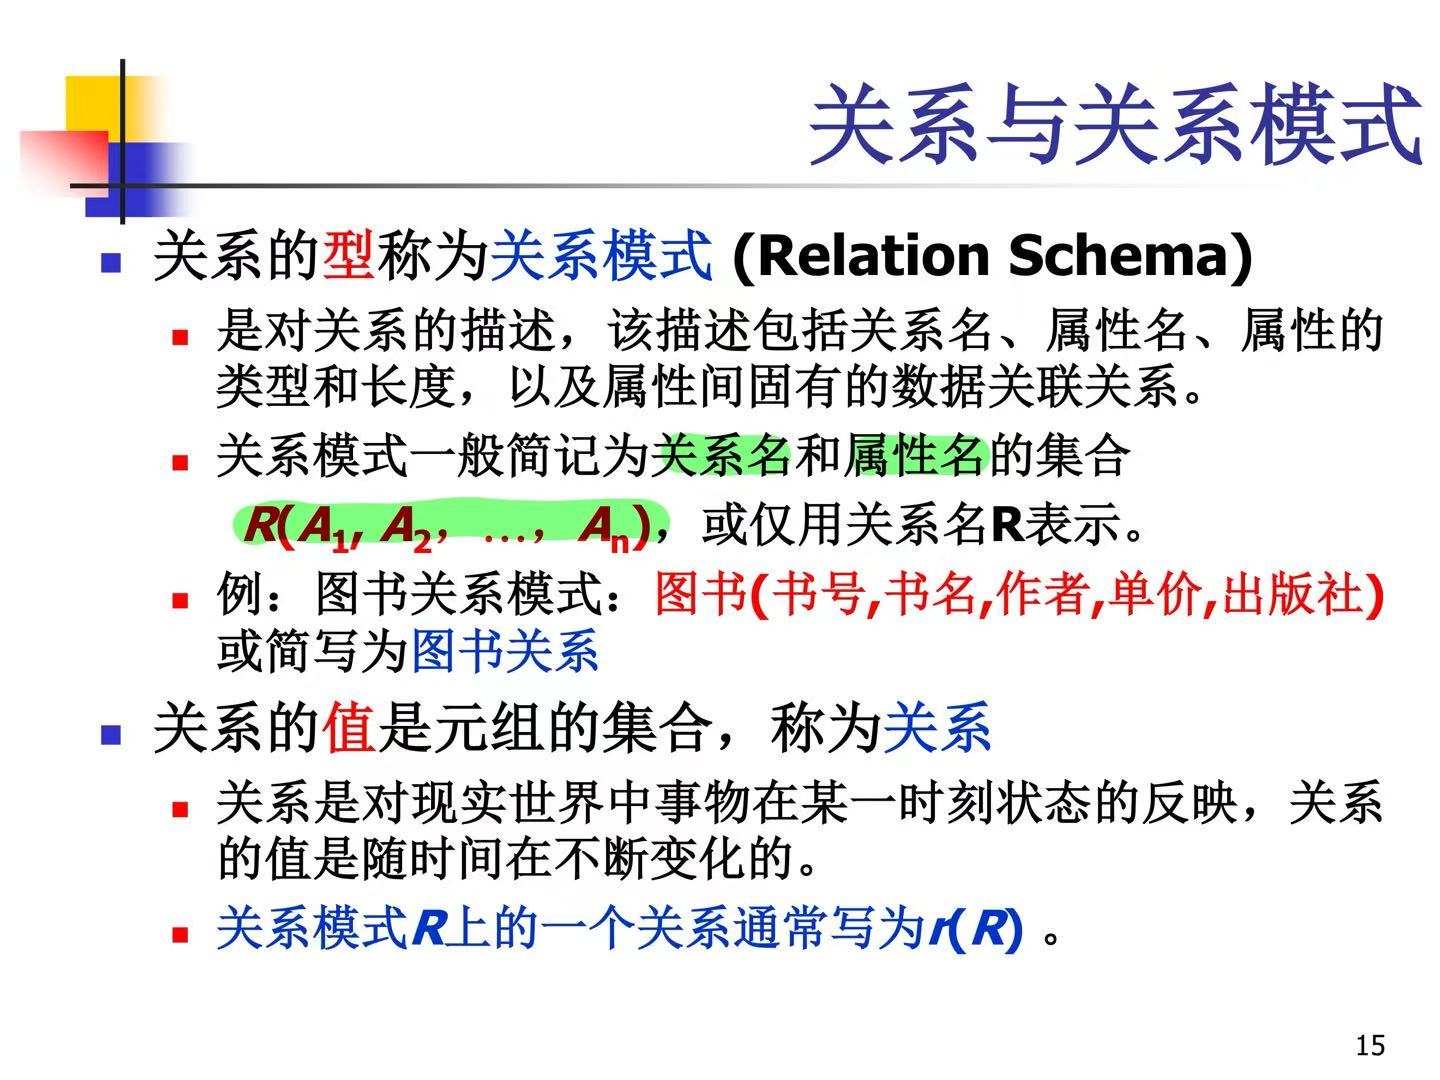 关系与关系模式
关系的型称为关系模式 (Relation Schema)
是对关系的描述，该描述包括关系名、属性名、属性的
类型和长度，以及属性间固有的数据关联关系。
关系模式一般简记为关系名和属性名的集合
R(A₁, A₂，…，Aₙ)，或仅用关系名R表示。
例：图书关系模式：图书(书号,书名,作者,单价,出版社)
或简写为图书关系
关系的值是元组的集合，称为关系
关系是对现实世界中事物在某一时刻状态的反映，关系
的值是随时间在不断变化的。
关系模式R上的一个关系通常写为r(R) 。
15